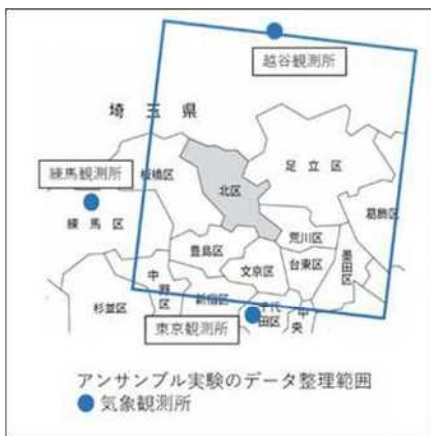 越谷観測所
埼玉県
練馬観測所
板橋区
北区
足立区
葛飾区
練馬区
豊島区
荒川区
文京区
台東区
墨田区
中野区
新宿区
杉並区
千代田区
中央
東京観測所
アンサンブル実験のデータ整理範囲
気象観測所